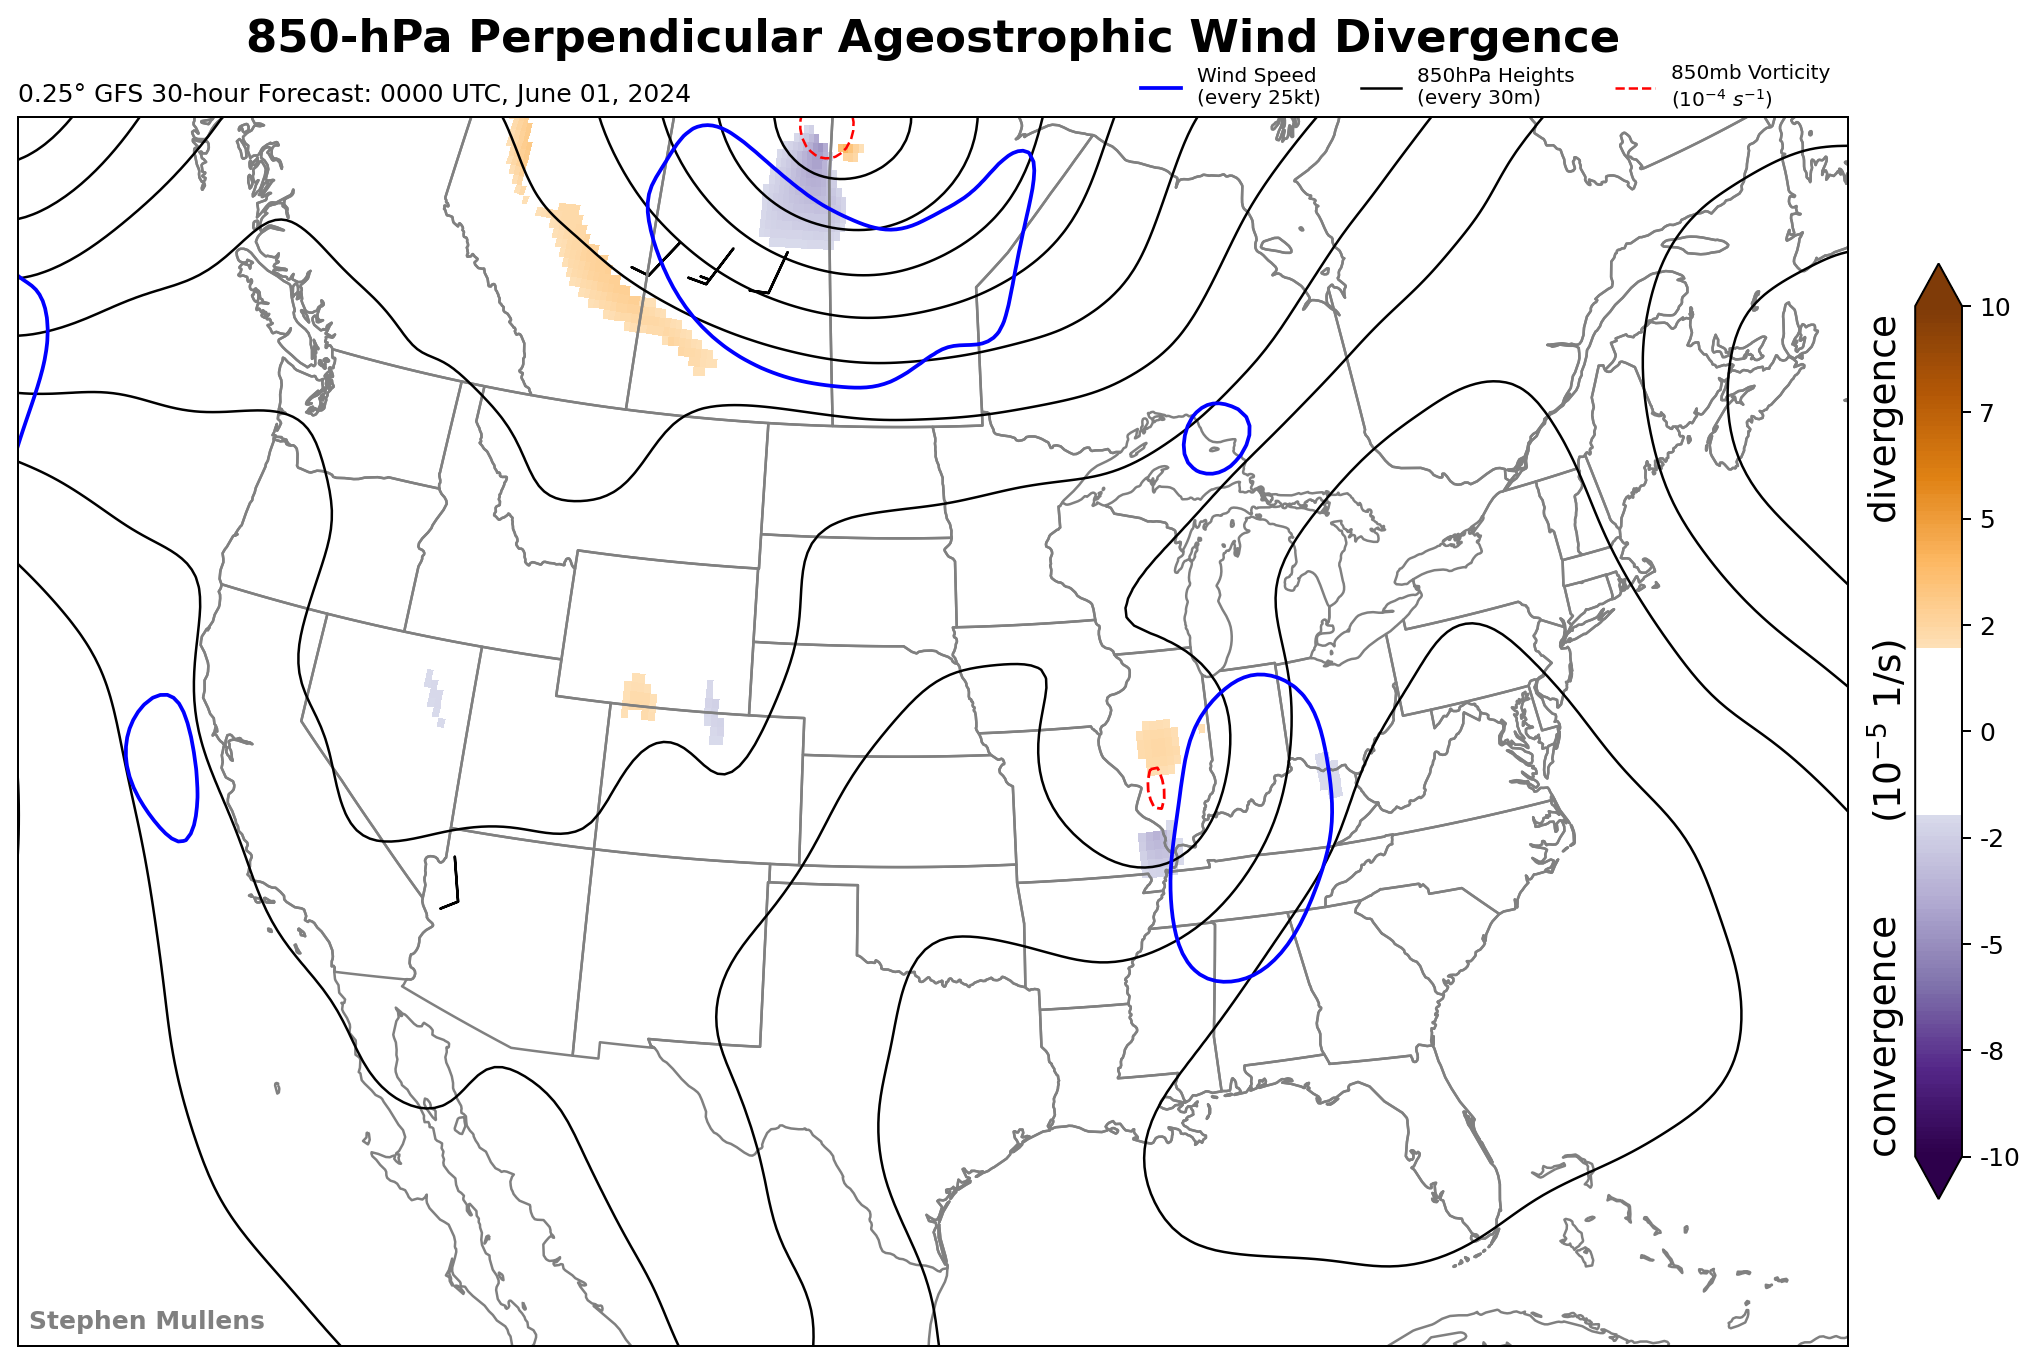 850-hPa Perpendicular Ageostrophic Wind Divergence
0.25° GFS 30-hour Forecast: 0000 UTC, June 01, 2024
Wind Speed
(every 25kt)
850hPa Heights
(every 30m)
850mb Vorticity
(10⁻⁴ s⁻¹)
10
7
5
2
0
-2
-5
-8
-10
convergence (10⁻⁵ 1/s) divergence
Stephen Mullens